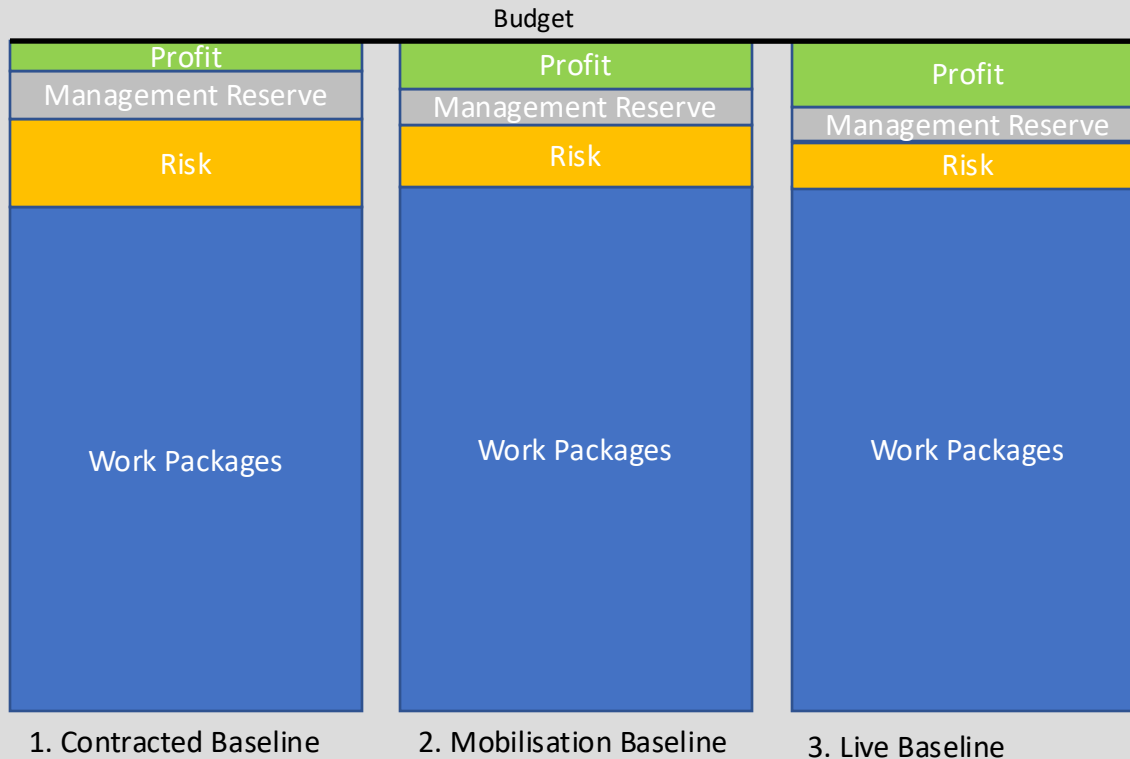 Budget
Profit
Management Reserve
Risk
Work Packages
1. Contracted Baseline
Profit
Management Reserve
Risk
Work Packages
2. Mobilisation Baseline
Profit
Management Reserve
Risk
Work Packages
3. Live Baseline